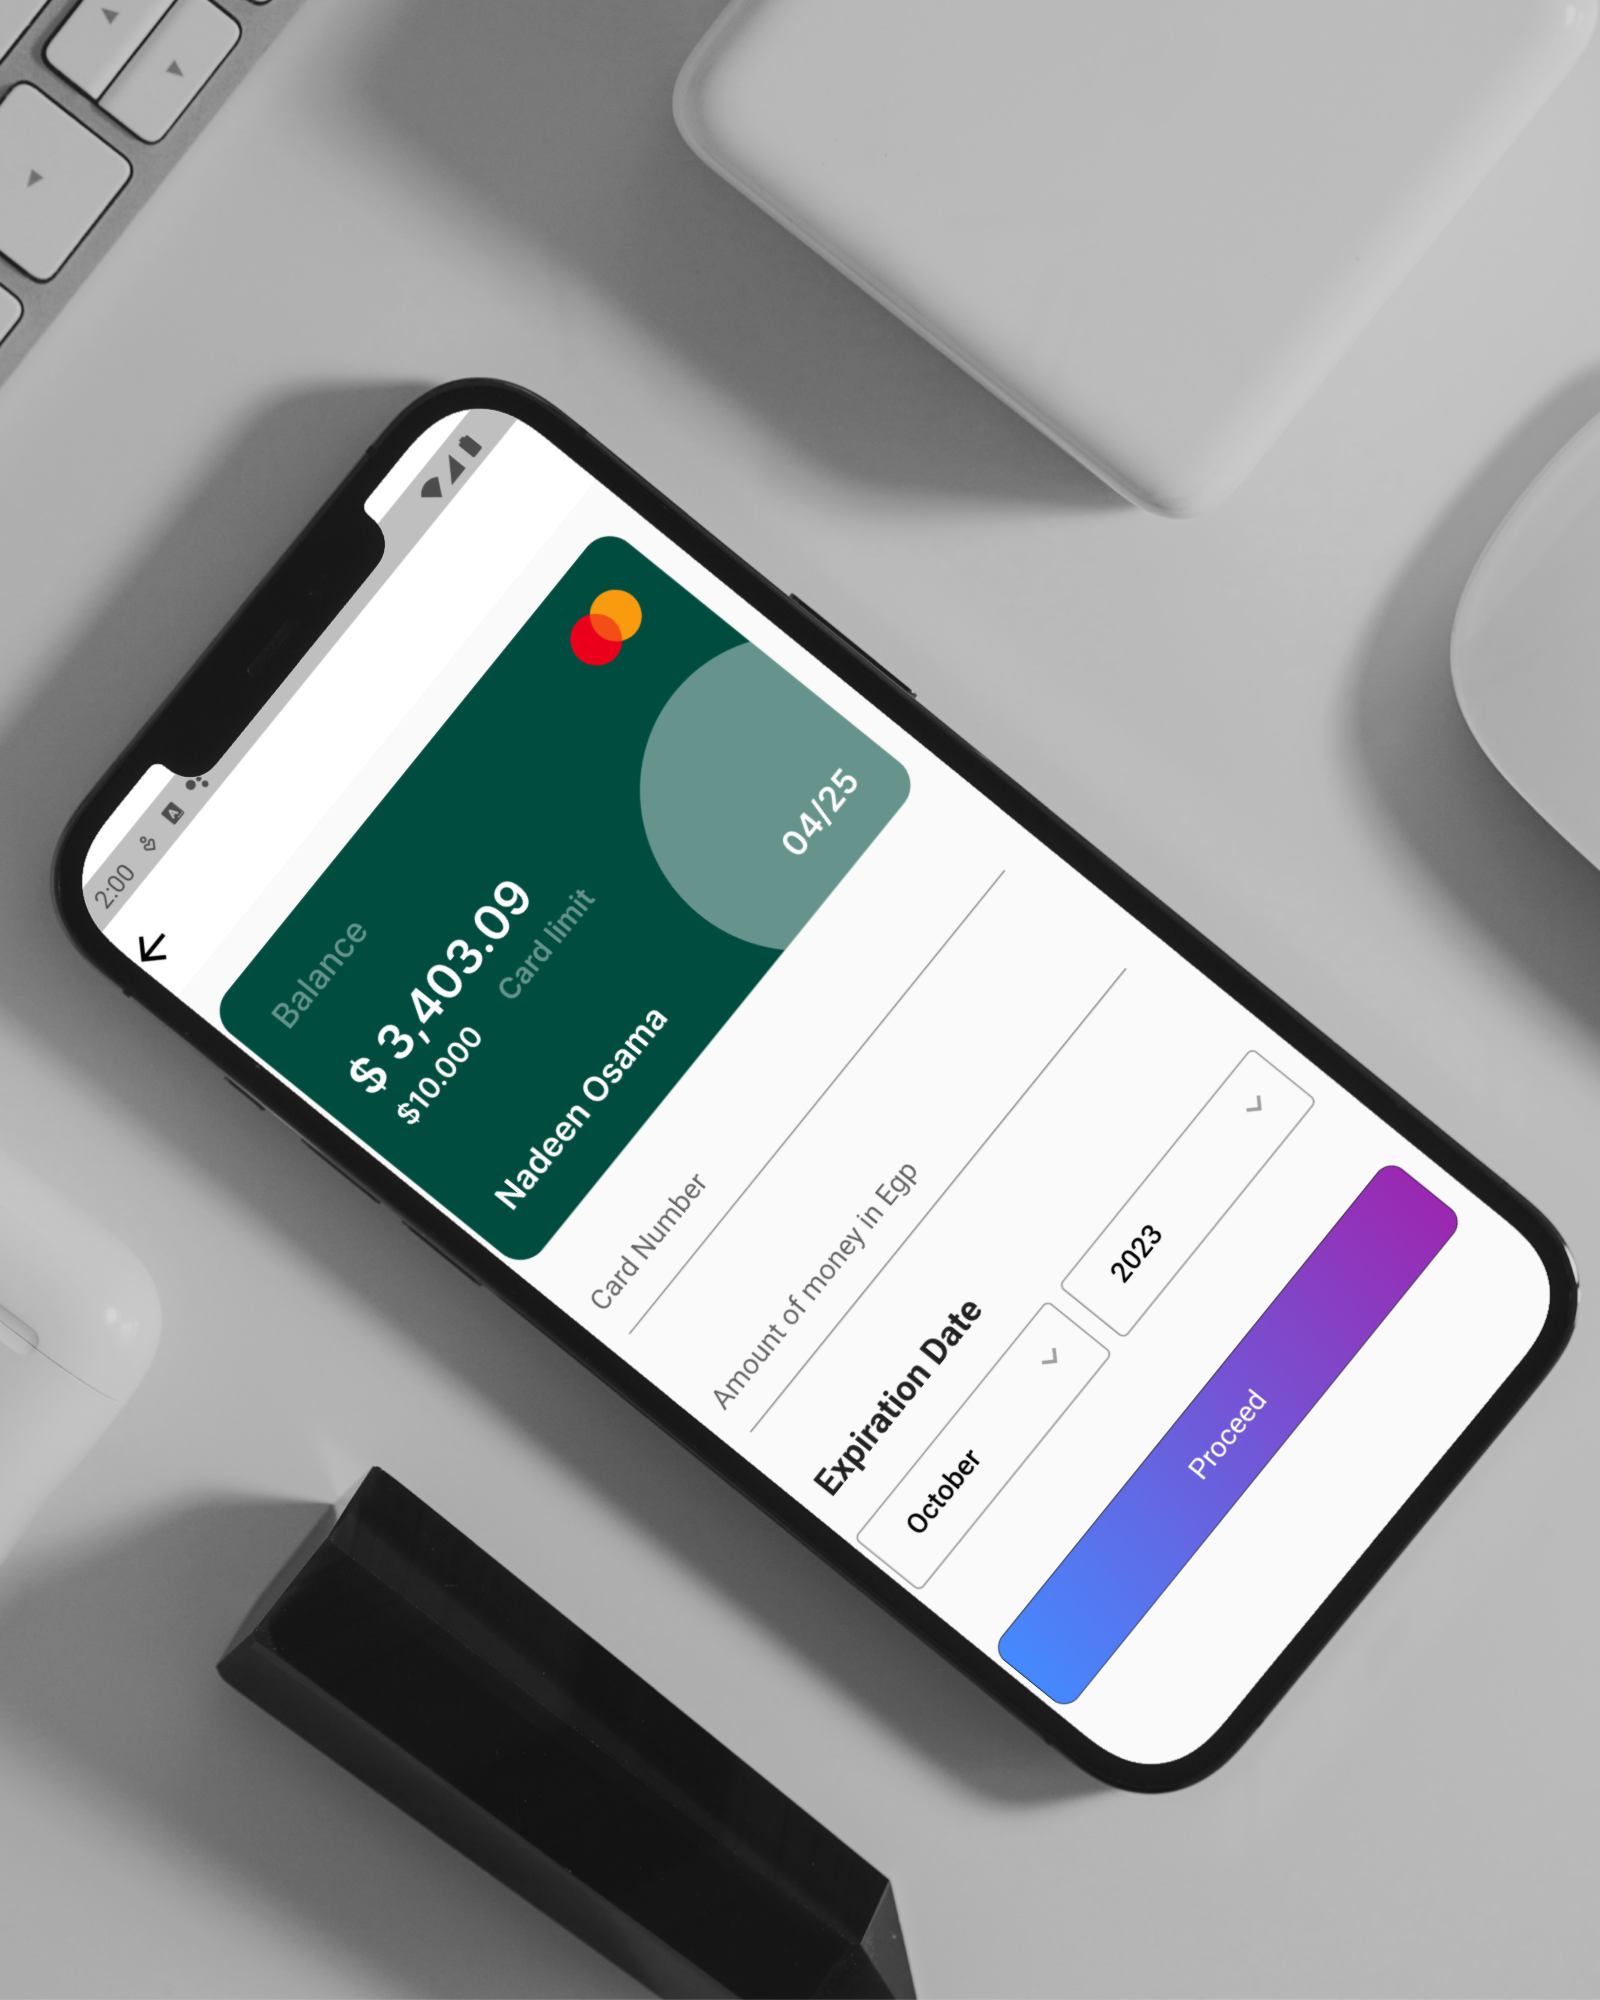 2:00
Balance
$ 3,403.09
$10.000 Card limit
Nadeen Osama
04/25
Card Number
Amount of money in Egp
Expiration Date
October
2023
Proceed